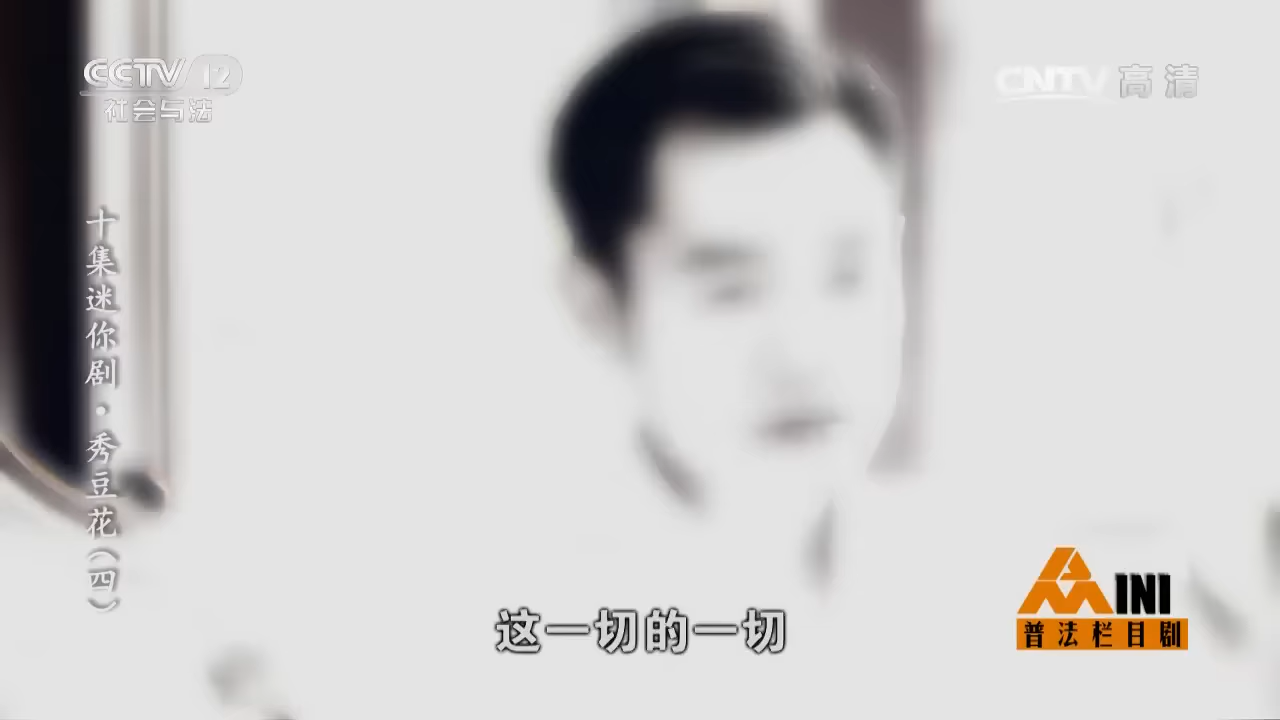 CCTV 12
社会与法
CNTV 高清
十集迷你剧·秀豆花(四)
这一切的一切
MINI
普法栏目剧